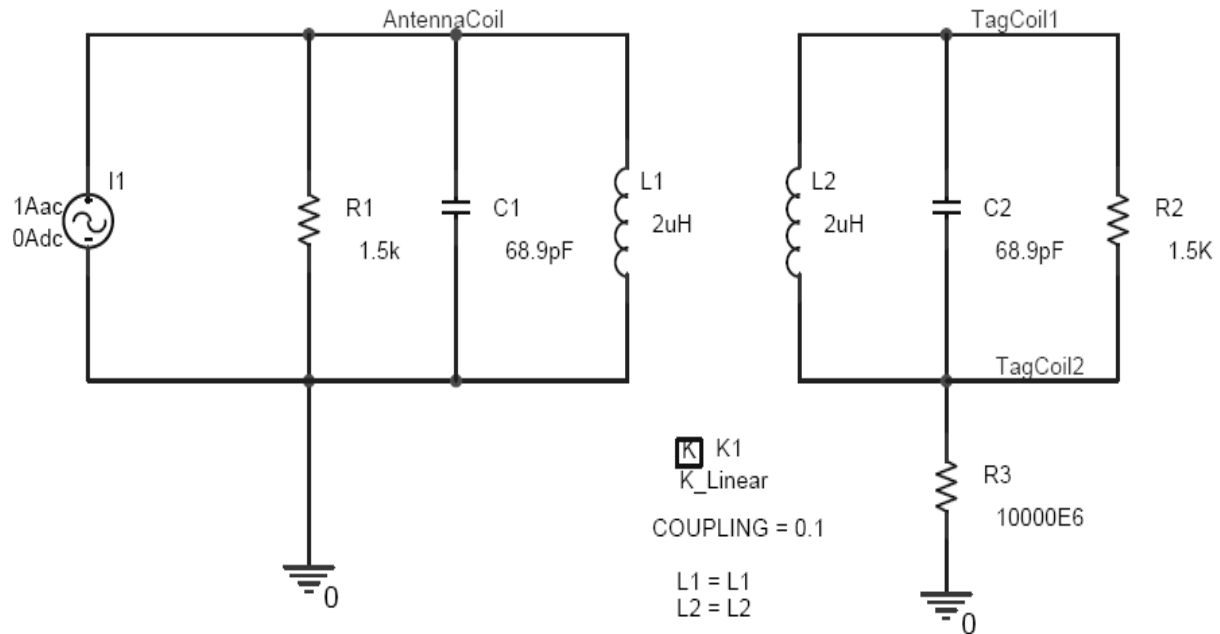 AntennaCoil
TagCoil1
I1
1Aac
0Adc
R1
1.5k
C1
68.9pF
L1
2uH
L2
2uH
C2
68.9pF
R2
1.5K
TagCoil2
K K1
K_Linear
COUPLING = 0.1
L1 = L1
L2 = L2
R3
10000E6
0
0